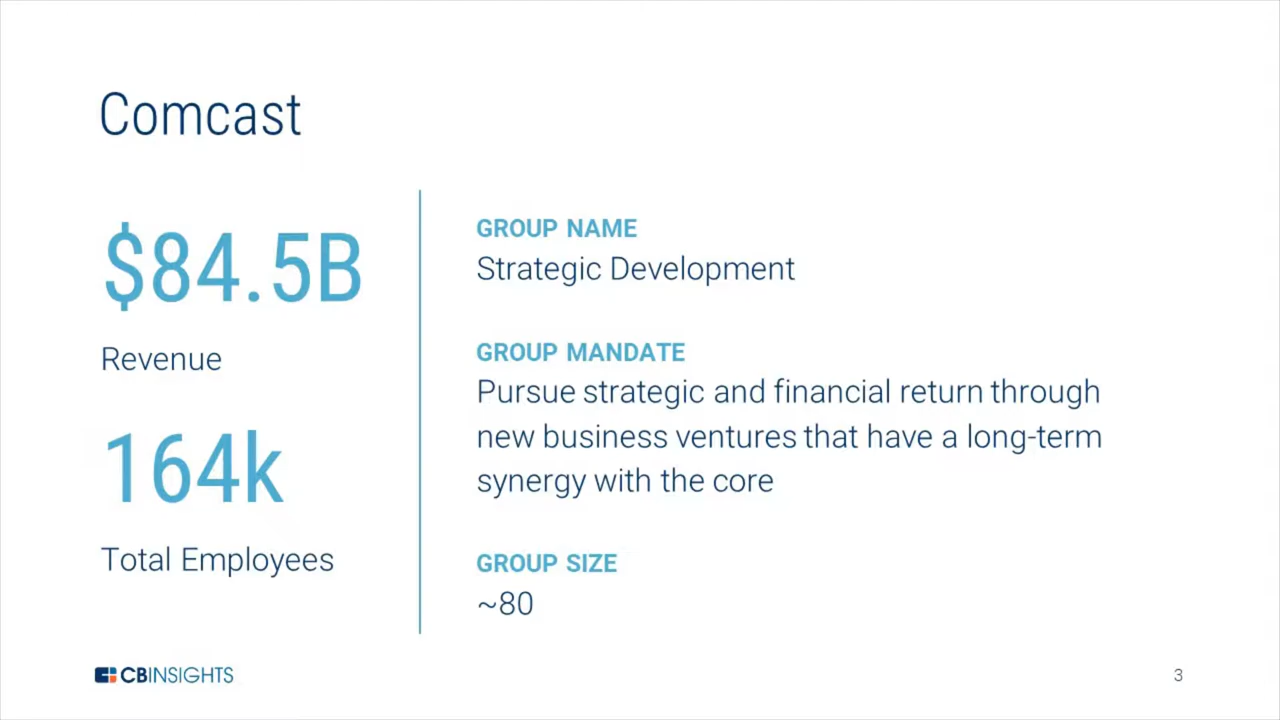 Comcast
$84.5B
Revenue
164k
Total Employees
GROUP NAME
Strategic Development
GROUP MANDATE
Pursue strategic and financial return through
new business ventures that have a long-term
synergy with the core
GROUP SIZE
~80
CBINSIGHTS
3